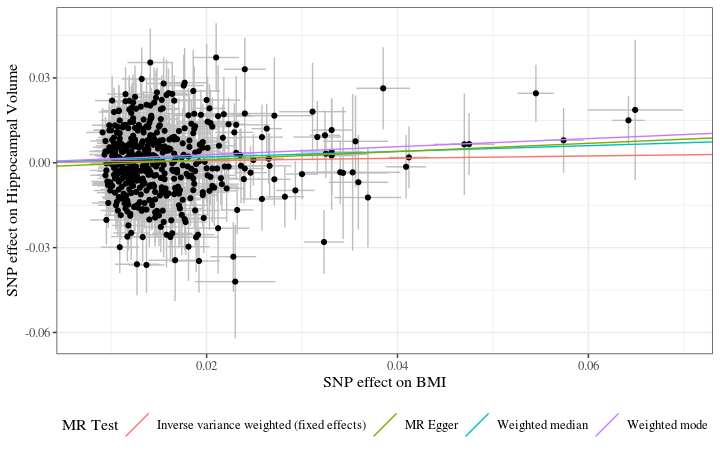 SNP effect on Hippocampal Volume
0.03
0.00
-0.03
-0.06
0.02
0.04
0.06
SNP effect on BMI
MR Test
Inverse variance weighted (fixed effects)
MR Egger
Weighted median
Weighted mode